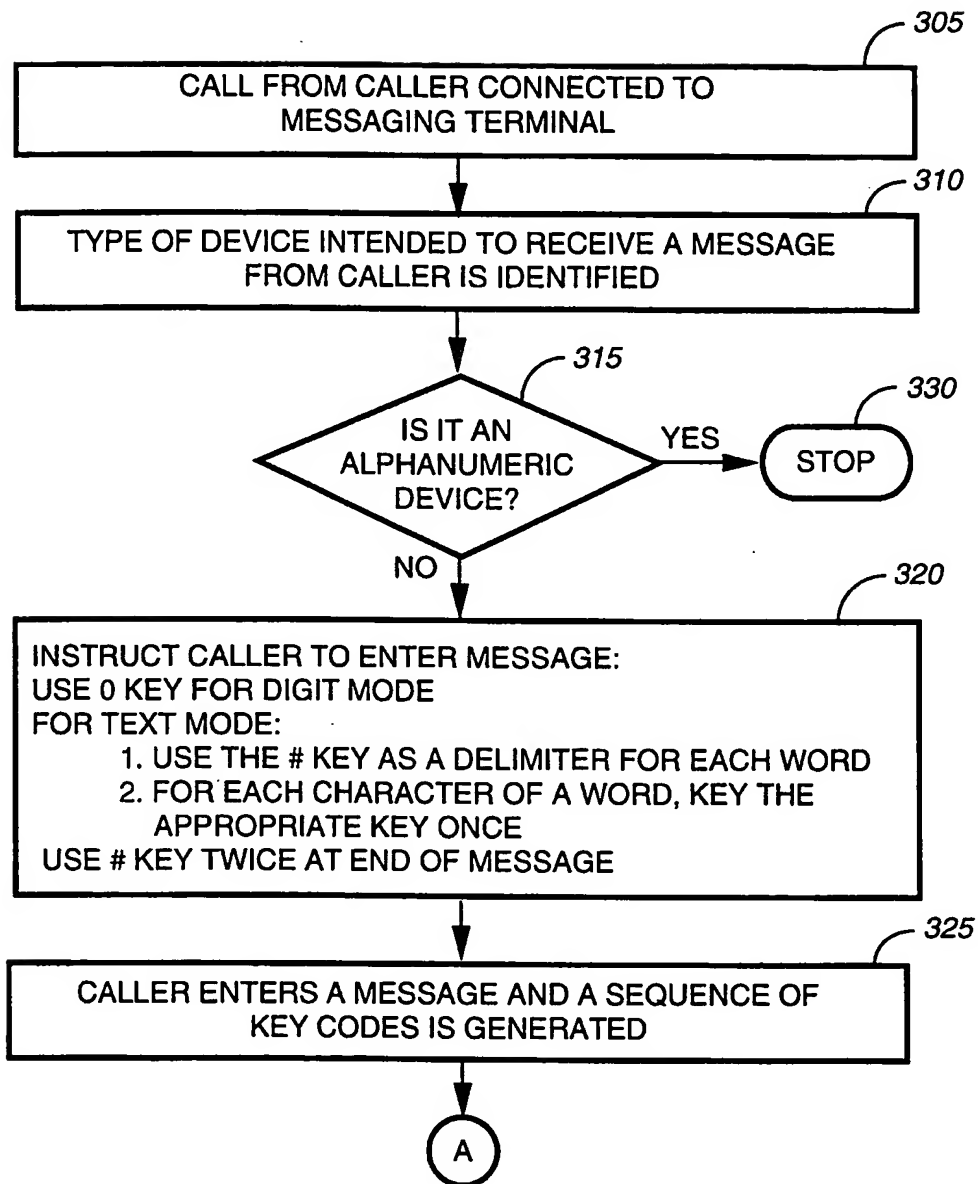 305
CALL FROM CALLER CONNECTED TO
MESSAGING TERMINAL
310
TYPE OF DEVICE INTENDED TO RECEIVE A MESSAGE
FROM CALLER IS IDENTIFIED
315
330
IS IT AN
ALPHANUMERIC
DEVICE?
YES
STOP
NO
320
INSTRUCT CALLER TO ENTER MESSAGE:
USE 0 KEY FOR DIGIT MODE
FOR TEXT MODE:
1. USE THE # KEY AS A DELIMITER FOR EACH WORD
2. FOR EACH CHARACTER OF A WORD, KEY THE
APPROPRIATE KEY ONCE
USE # KEY TWICE AT END OF MESSAGE
325
CALLER ENTERS A MESSAGE AND A SEQUENCE OF
KEY CODES IS GENERATED
A